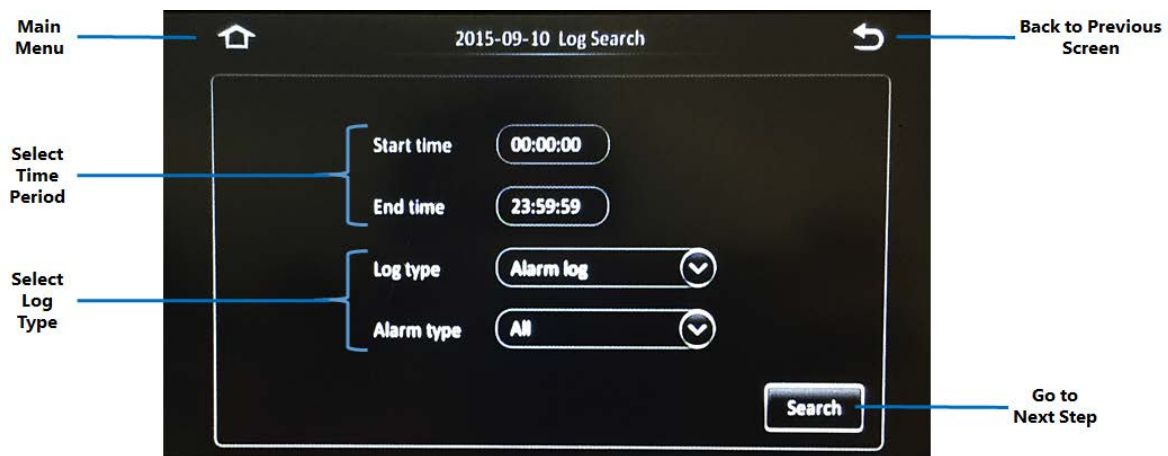 Main
Menu
2015-09-10 Log Search
Back to Previous
Screen
Select
Time
Period
Start time
00:00:00
End time
23:59:59
Select
Log
Type
Log type
Alarm log
Alarm type
All
Search
Go to
Next Step